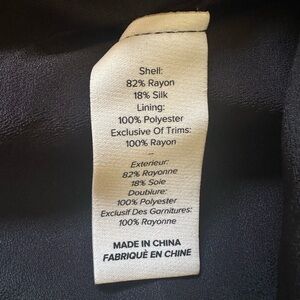 Shell:
82% Rayon
18% Silk
Lining:
100% Polyester
Exclusive Of Trims:
100% Rayon
--
Exterieur:
82% Rayonne
18% Soie
Doublure:
100% Polyester
Exclusif Des Garnitures:
100% Rayonne
MADE IN CHINA
FABRIQUÉ EN CHINE